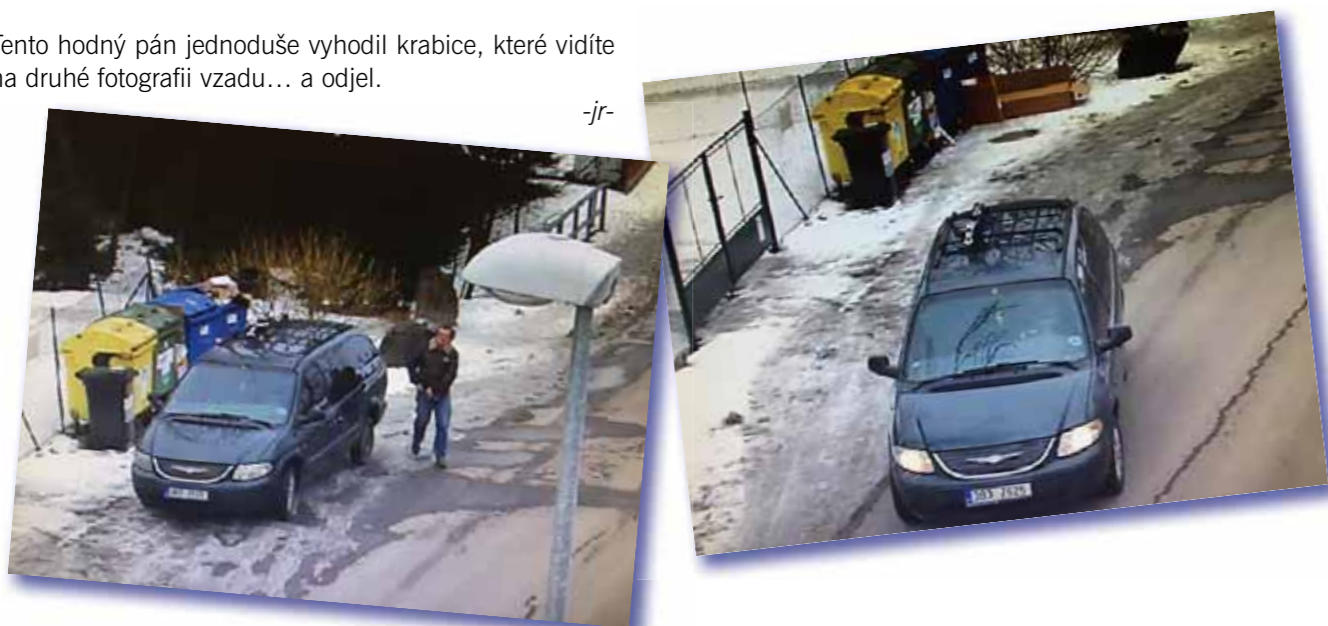 Tento hodný pán jednoduše vyhodil krabice, které vidíte
na druhé fotografii vzadu… a odjel.
-jr-